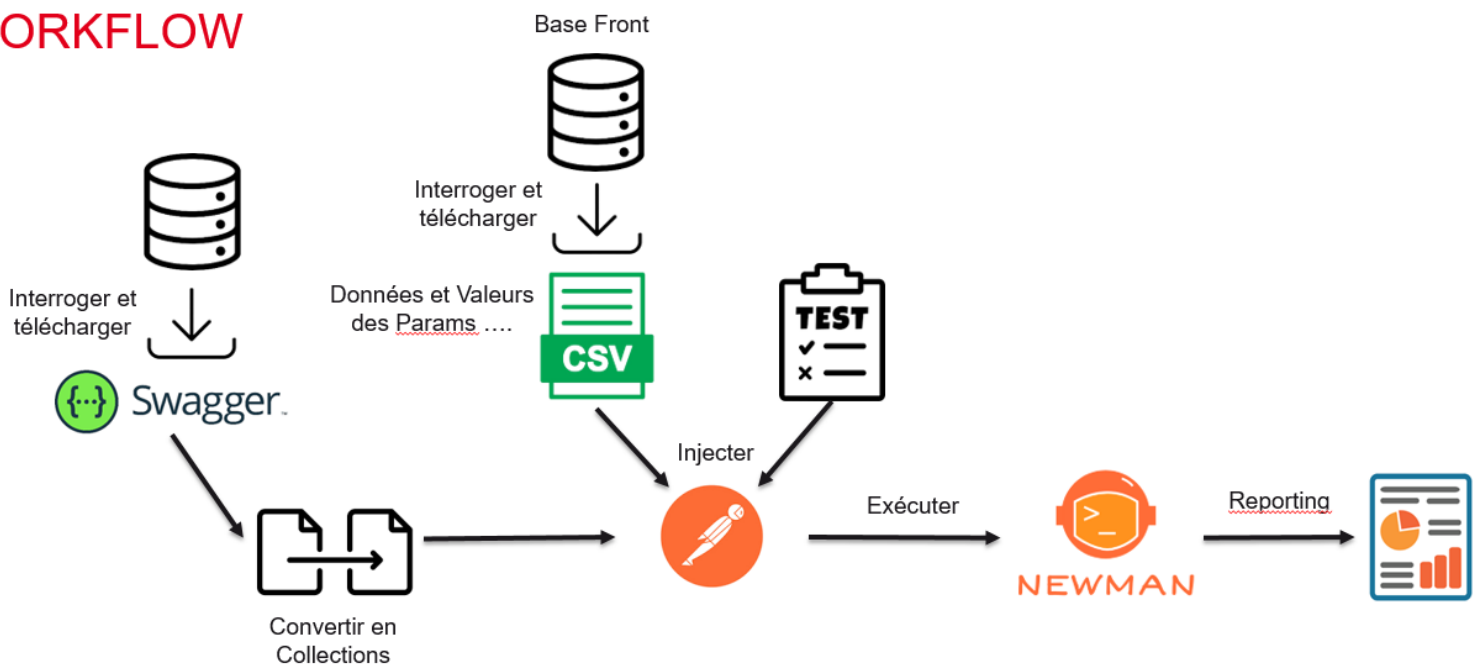 ORKFLOW
Base Front
Interroger et
télécharger
Interroger et
télécharger
Données et Valeurs
des Params ….
CSV
TEST
{···} Swagger™
Injecter
Exécuter
>_
NEWMAN
Reporting
Convertir en
Collections